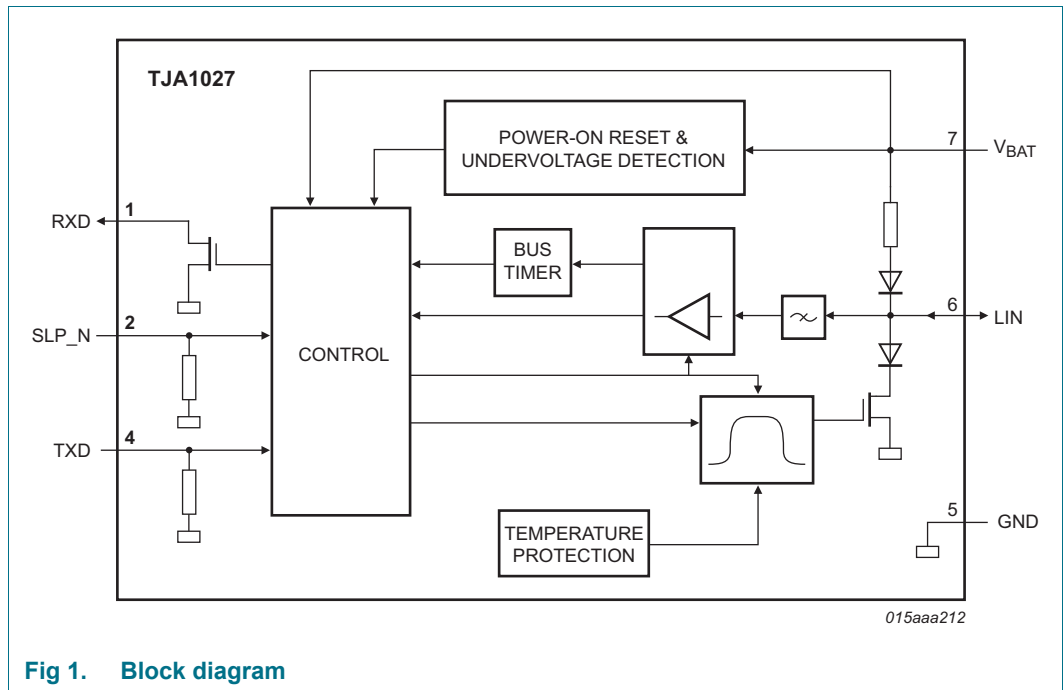 TJA1027
POWER-ON RESET &
UNDERVOLTAGE DETECTION
7
VBAT
RXD
1
BUS
TIMER
6
LIN
SLP_N
2
CONTROL
TXD
4
TEMPERATURE
PROTECTION
5
GND
015aaa212
Fig 1. Block diagram